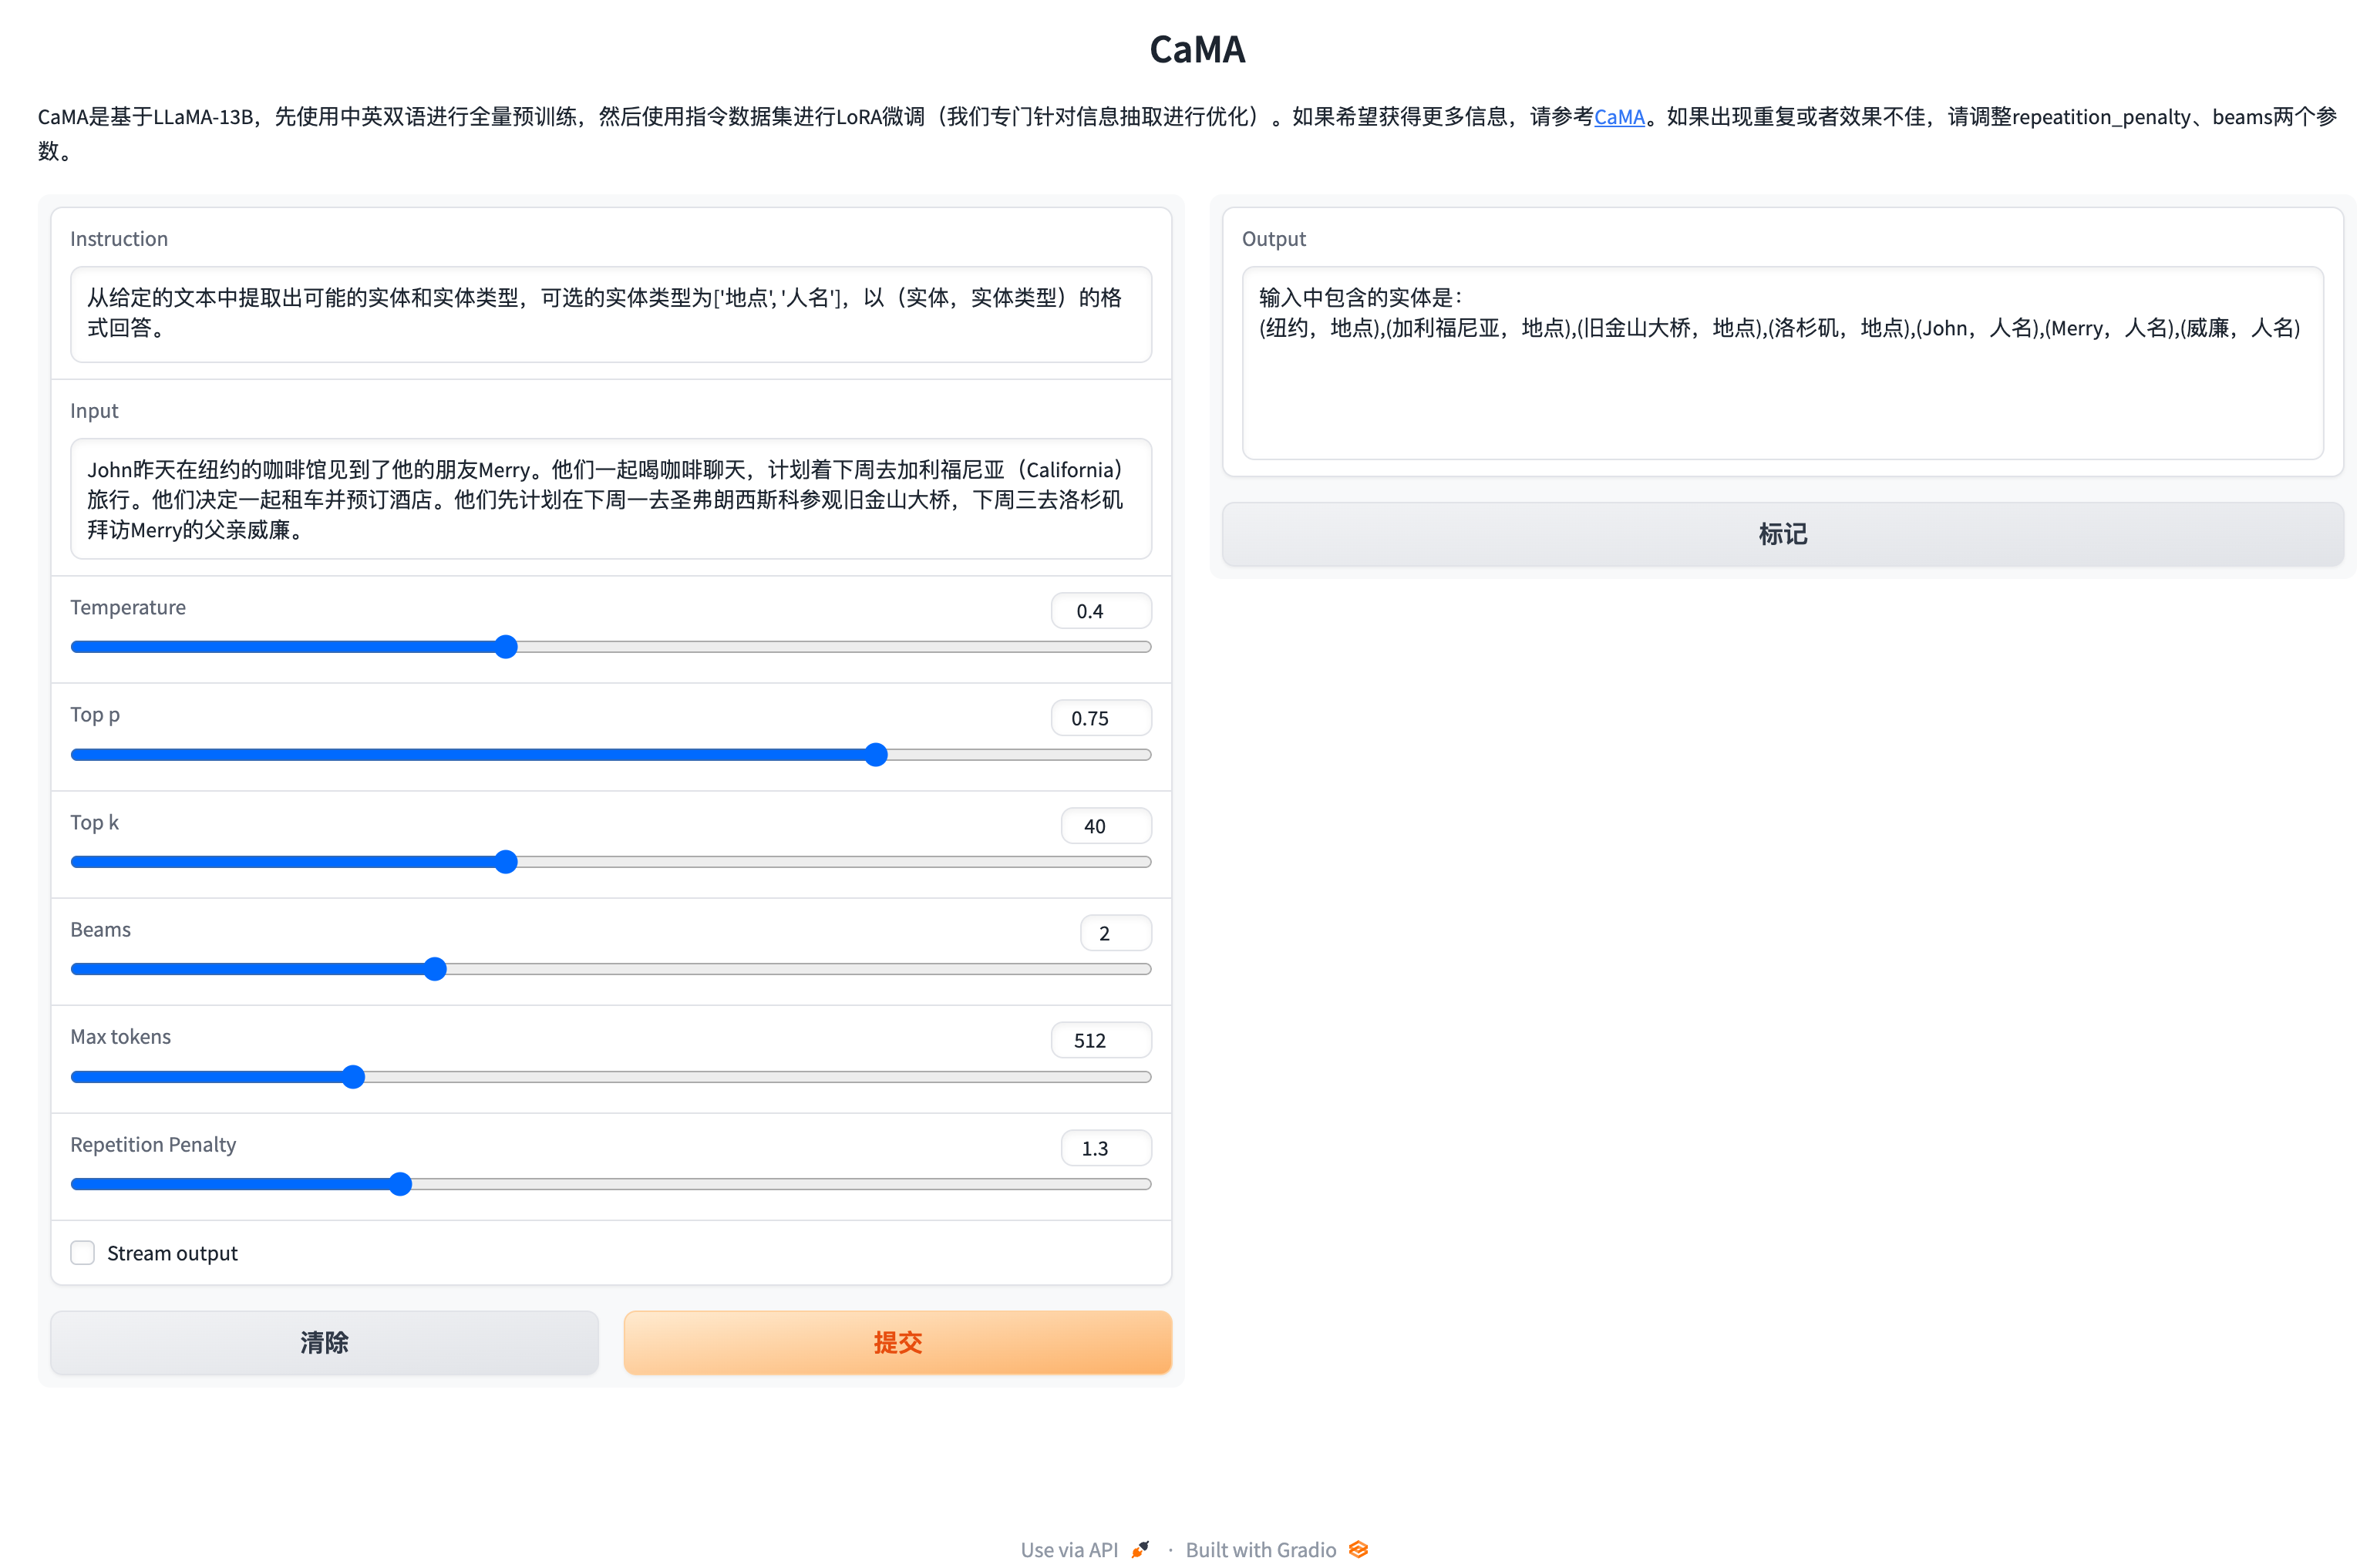 CaMA
CaMA是基于LLaMA-13B，先使用中英双语进行全量预训练，然后使用指令数据集进行LoRA微调（我们专门针对信息抽取进行优化）。如果希望获得更多信息，请参考CaMA。如果出现重复或者效果不佳，请调整repeatition_penalty、beams两个参
数。
Instruction
从给定的文本中提取出可能的实体和实体类型，可选的实体类型为['地点','人名']，以（实体，实体类型）的格
式回答。
Input
John昨天在纽约的咖啡馆见到了他的朋友Merry。他们一起喝咖啡聊天，计划着下周去加利福尼亚（California）
旅行。他们决定一起租车并预订酒店。他们先计划在下周一去圣弗朗西斯科参观旧金山大桥，下周三去洛杉矶
拜访Merry的父亲威廉。
Temperature
0.4
Top p
0.75
Top k
40
Beams
2
Max tokens
512
Repetition Penalty
1.3
Stream output
清除
提交
Output
输入中包含的实体是：
(纽约，地点),(加利福尼亚，地点),(旧金山大桥，地点),(洛杉矶，地点),(John，人名),(Merry，人名),(威廉，人名)
标记
Use via API · Built with Gradio